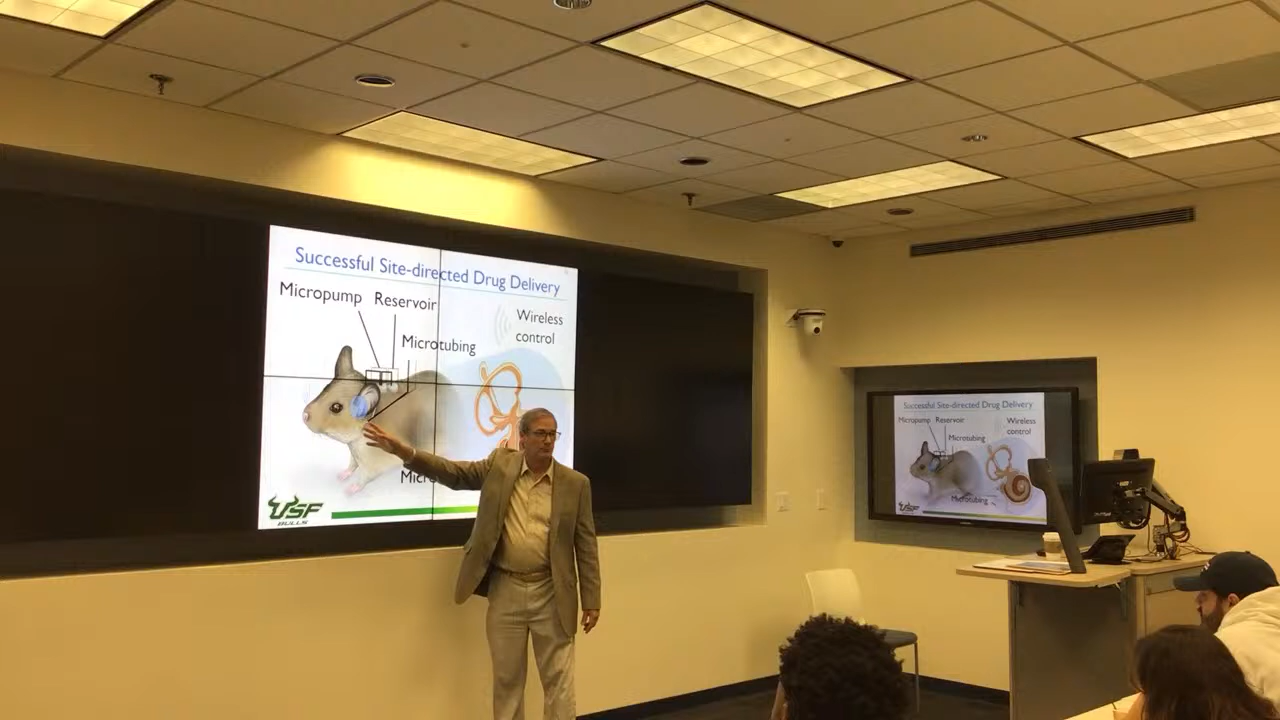 Successful Site-directed Drug Delivery
Micropump Reservoir
Wireless
control
Microtubing
USF
BULLS
Successful Site-directed Drug Delivery
Micropump Reservoir
Wireless
control
Microtubing
Microtubing
USF